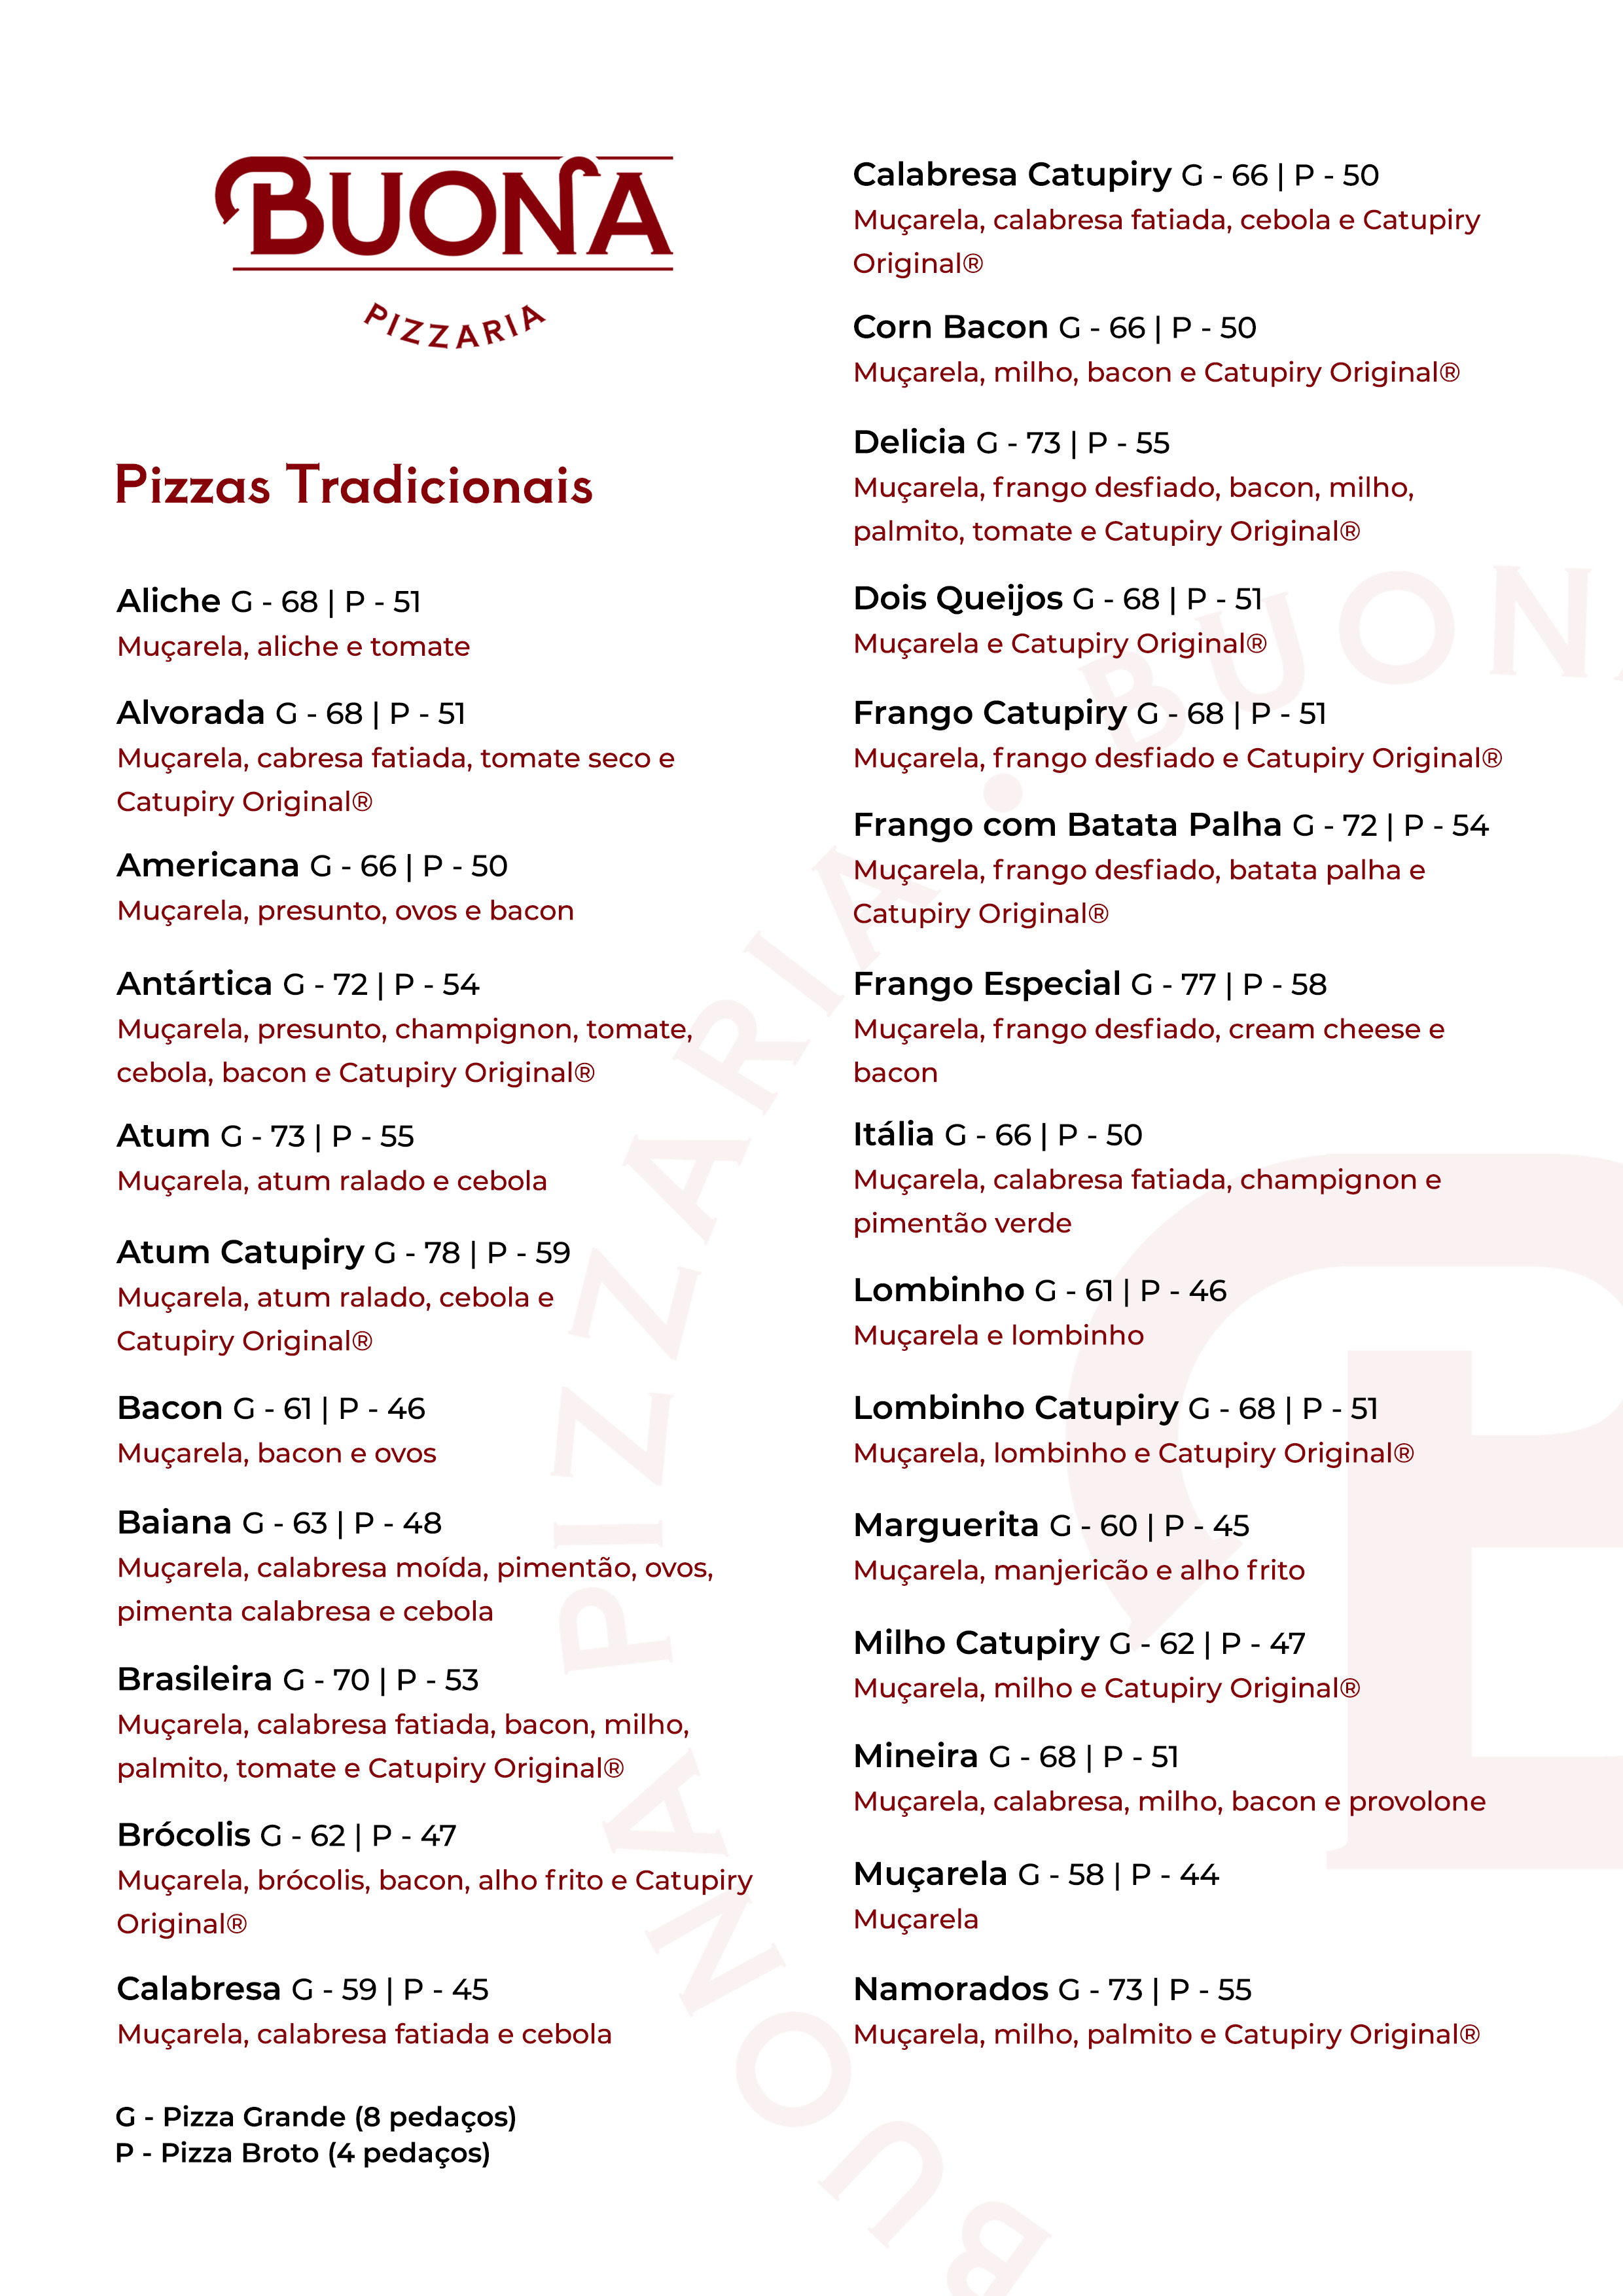 BUONA
PIZZARIA
Pizzas Tradicionais
Aliche G - 68 | P - 51
Muçarela, aliche e tomate
Alvorada G - 68 | P - 51
Muçarela, cabresa fatiada, tomate seco e
Catupiry Original®
Americana G - 66 | P - 50
Muçarela, presunto, ovos e bacon
Antártica G - 72 | P - 54
Muçarela, presunto, champignon, tomate,
cebola, bacon e Catupiry Original®
Atum G - 73 | P - 55
Muçarela, atum ralado e cebola
Atum Catupiry G - 78 | P - 59
Muçarela, atum ralado, cebola e
Catupiry Original®
Bacon G - 61 | P - 46
Muçarela, bacon e ovos
Baiana G - 63 | P - 48
Muçarela, calabresa moída, pimentão, ovos,
pimenta calabresa e cebola
Brasileira G - 70 | P - 53
Muçarela, calabresa fatiada, bacon, milho,
palmito, tomate e Catupiry Original®
Brócolis G - 62 | P - 47
Muçarela, brócolis, bacon, alho frito e Catupiry
Original®
Calabresa G - 59 | P - 45
Muçarela, calabresa fatiada e cebola
G - Pizza Grande (8 pedaços)
P - Pizza Broto (4 pedaços)
Calabresa Catupiry G - 66 | P - 50
Muçarela, calabresa fatiada, cebola e Catupiry
Original®
Corn Bacon G - 66 | P - 50
Muçarela, milho, bacon e Catupiry Original®
Delicia G - 73 | P - 55
Muçarela, frango desfiado, bacon, milho,
palmito, tomate e Catupiry Original®
Dois Queijos G - 68 | P - 51
Muçarela e Catupiry Original®
Frango Catupiry G - 68 | P - 51
Muçarela, frango desfiado e Catupiry Original®
Frango com Batata Palha G - 72 | P - 54
Muçarela, frango desfiado, batata palha e
Catupiry Original®
Frango Especial G - 77 | P - 58
Muçarela, frango desfiado, cream cheese e
bacon
Itália G - 66 | P - 50
Muçarela, calabresa fatiada, champignon e
pimentão verde
Lombinho G - 61 | P - 46
Muçarela e lombinho
Lombinho Catupiry G - 68 | P - 51
Muçarela, lombinho e Catupiry Original®
Marguerita G - 60 | P - 45
Muçarela, manjericão e alho frito
Milho Catupiry G - 62 | P - 47
Muçarela, milho e Catupiry Original®
Mineira G - 68 | P - 51
Muçarela, calabresa, milho, bacon e provolone
Muçarela G - 58 | P - 44
Muçarela
Namorados G - 73 | P - 55
Muçarela, milho, palmito e Catupiry Original®
BUONA PIZZARIA • BUONA